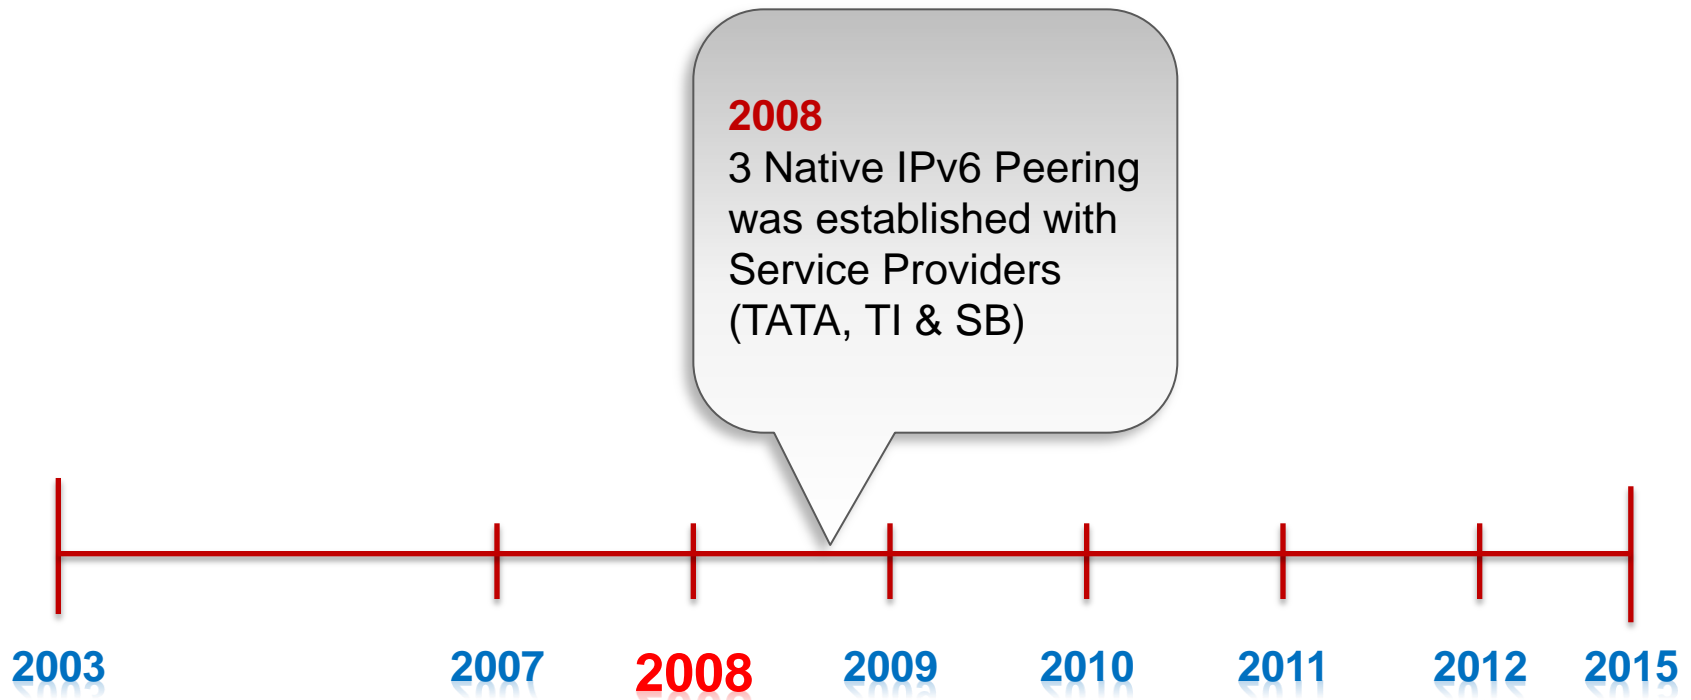 2008
3 Native IPv6 Peering
was established with
Service Providers
(TATA, TI & SB)
2003 2007 2008 2009 2010 2011 2012 2015